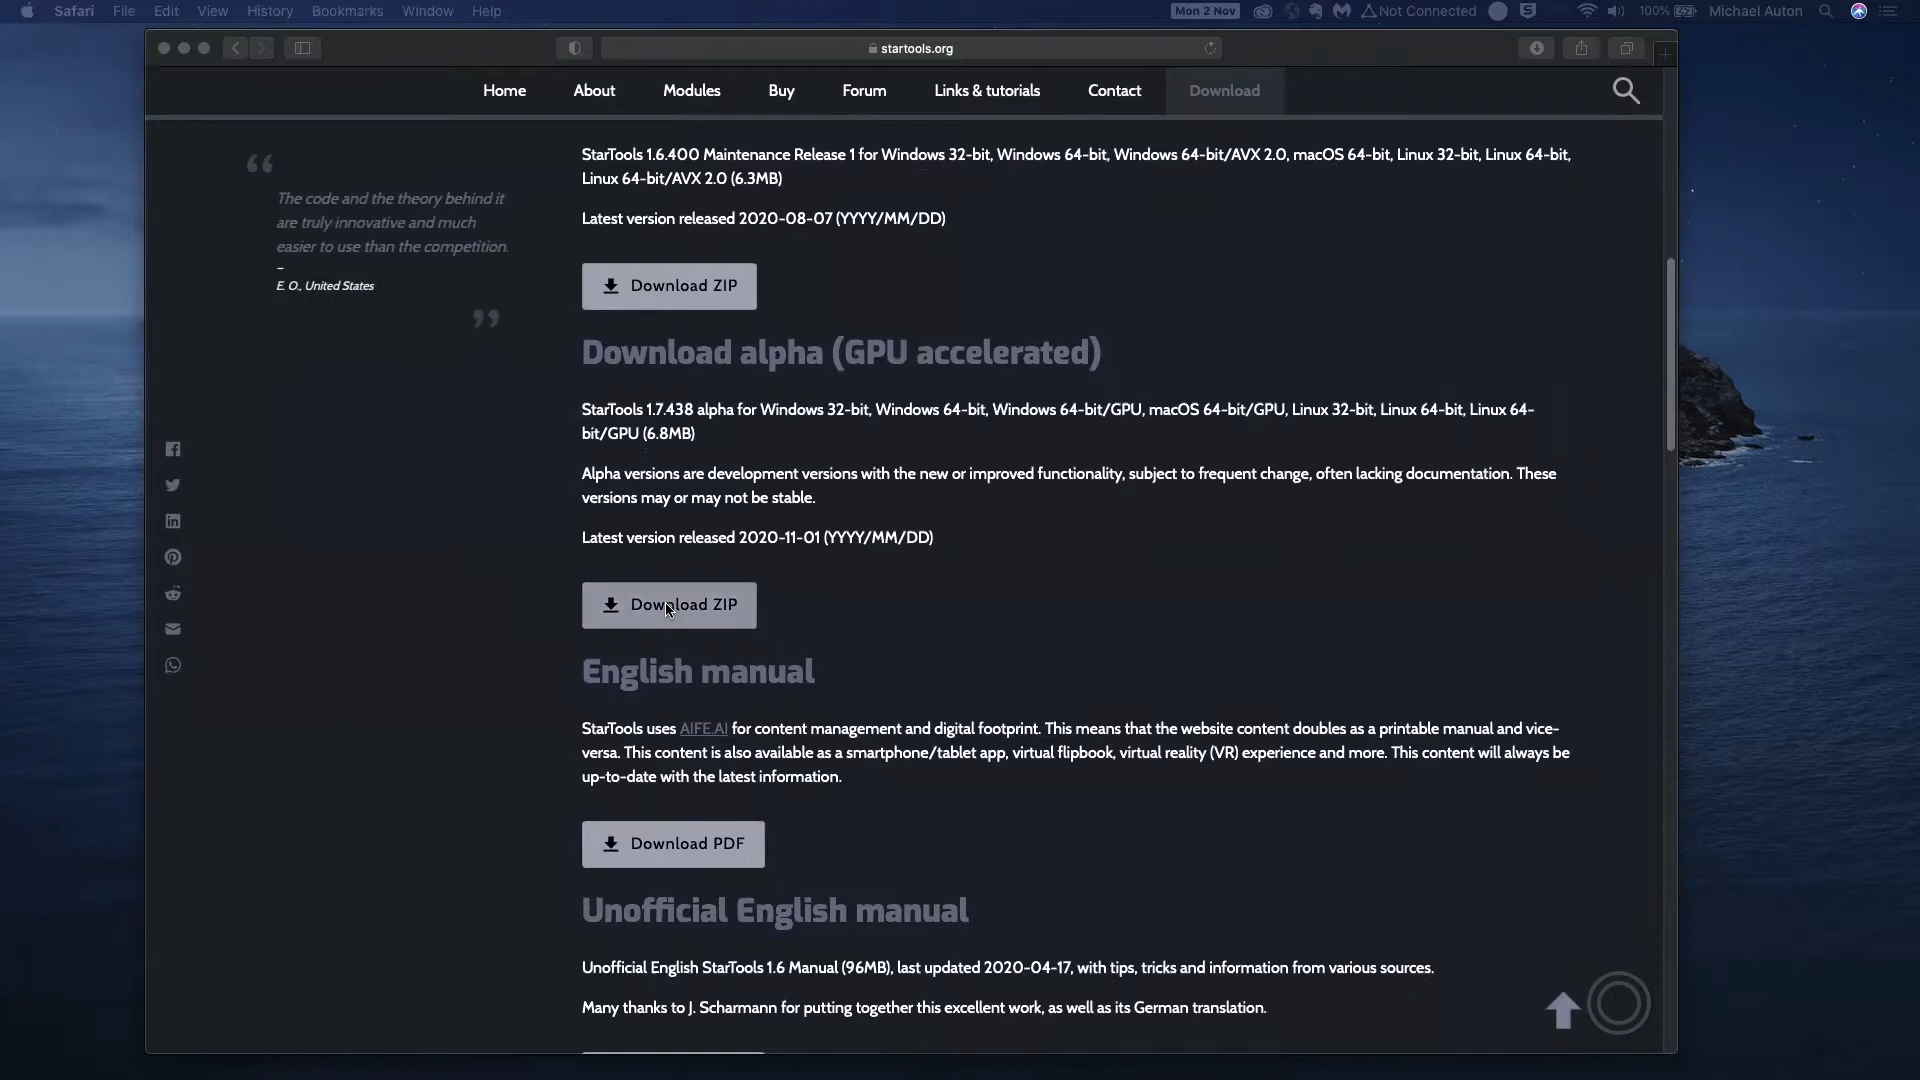 Safari File Edit View History Bookmarks Window Help Mon 2 Nov Not Connected 100% Michael Auton
startools.org
Home About Modules Buy Forum Links & tutorials Contact Download
“
The code and the theory behind it
are truly innovative and much
easier to use than the competition.
–
E. O., United States
”
StarTools 1.6.400 Maintenance Release 1 for Windows 32-bit, Windows 64-bit, Windows 64-bit/AVX 2.0, macOS 64-bit, Linux 32-bit, Linux 64-bit,
Linux 64-bit/AVX 2.0 (6.3MB)
Latest version released 2020-08-07 (YYYY/MM/DD)
Download ZIP
Download alpha (GPU accelerated)
StarTools 1.7.438 alpha for Windows 32-bit, Windows 64-bit, Windows 64-bit/GPU, macOS 64-bit/GPU, Linux 32-bit, Linux 64-bit, Linux 64-
bit/GPU (6.8MB)
Alpha versions are development versions with the new or improved functionality, subject to frequent change, often lacking documentation. These
versions may or may not be stable.
Latest version released 2020-11-01 (YYYY/MM/DD)
Download ZIP
English manual
StarTools uses AIFE.AI for content management and digital footprint. This means that the website content doubles as a printable manual and vice-
versa. This content is also available as a smartphone/tablet app, virtual flipbook, virtual reality (VR) experience and more. This content will always be
up-to-date with the latest information.
Download PDF
Unofficial English manual
Unofficial English StarTools 1.6 Manual (96MB), last updated 2020-04-17, with tips, tricks and information from various sources.
Many thanks to J. Scharmann for putting together this excellent work, as well as its German translation.